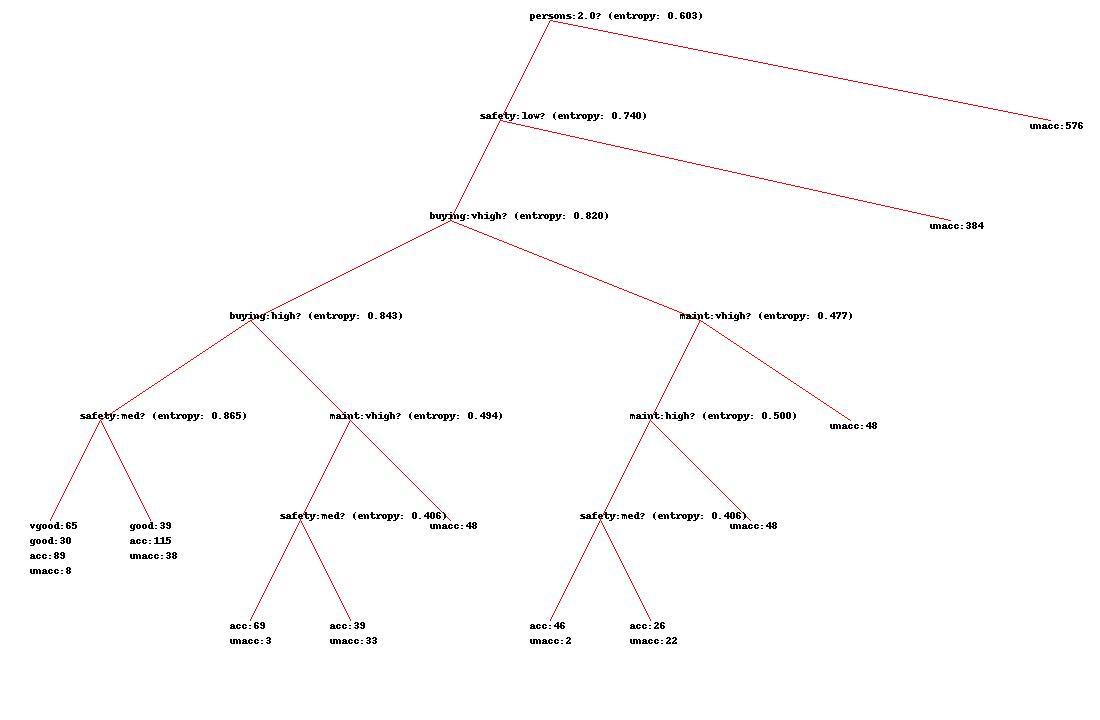 persons:2.0? (entropy: 0.603)
safety:low? (entropy: 0.740)
unacc:576
buying:vhigh? (entropy: 0.820)
unacc:384
buying:high? (entropy: 0.843)
maint:vhigh? (entropy: 0.477)
safety:med? (entropy: 0.865)
maint:vhigh? (entropy: 0.494)
maint:high? (entropy: 0.500)
unacc:48
vgood:65
good:30
acc:89
unacc:8
good:39
acc:115
unacc:38
safety:med? (entropy: 0.406)
unacc:48
safety:med? (entropy: 0.406)
unacc:48
acc:69
unacc:3
acc:39
unacc:33
acc:46
unacc:2
acc:26
unacc:22